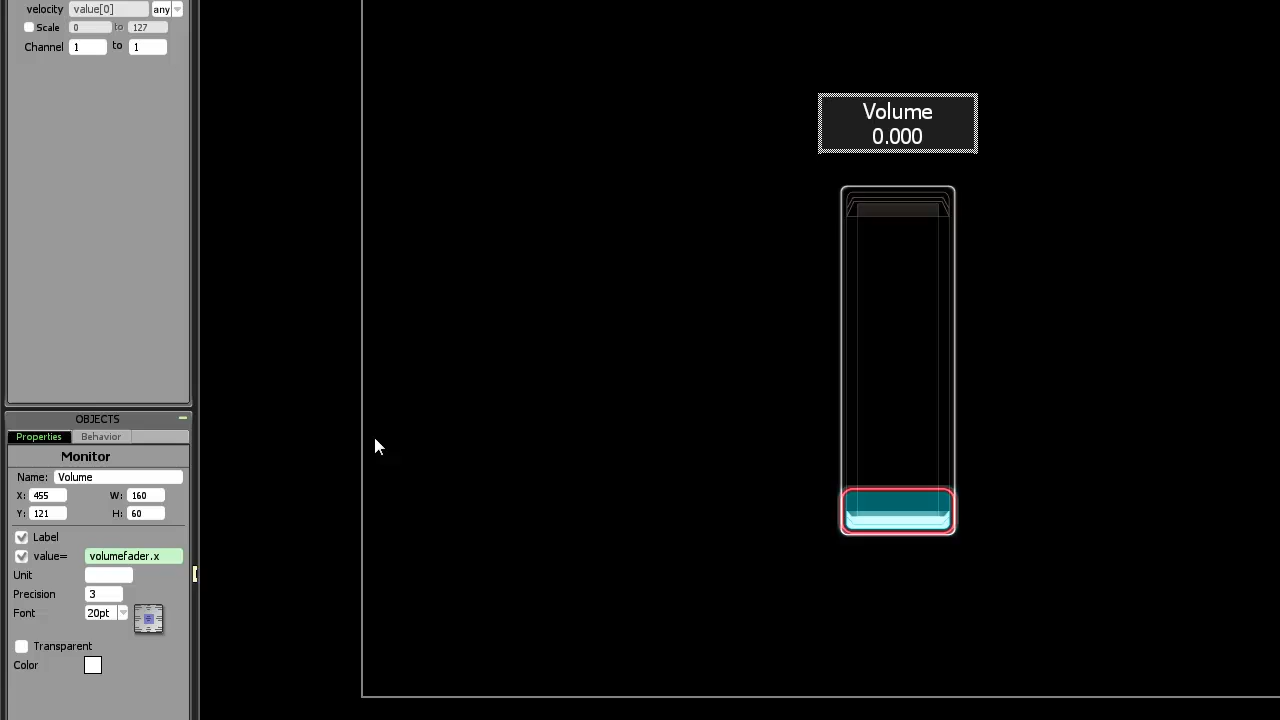 velocity value[0] any
Scale 0 to 127
Channel 1 to 1
Volume
0.000
OBJECTS
Properties Behavior
Monitor
Name: Volume
X: 455 W: 160
Y: 121 H: 60
Label
value= volumefader.x
Unit
Precision 3
Font 20pt
Transparent
Color